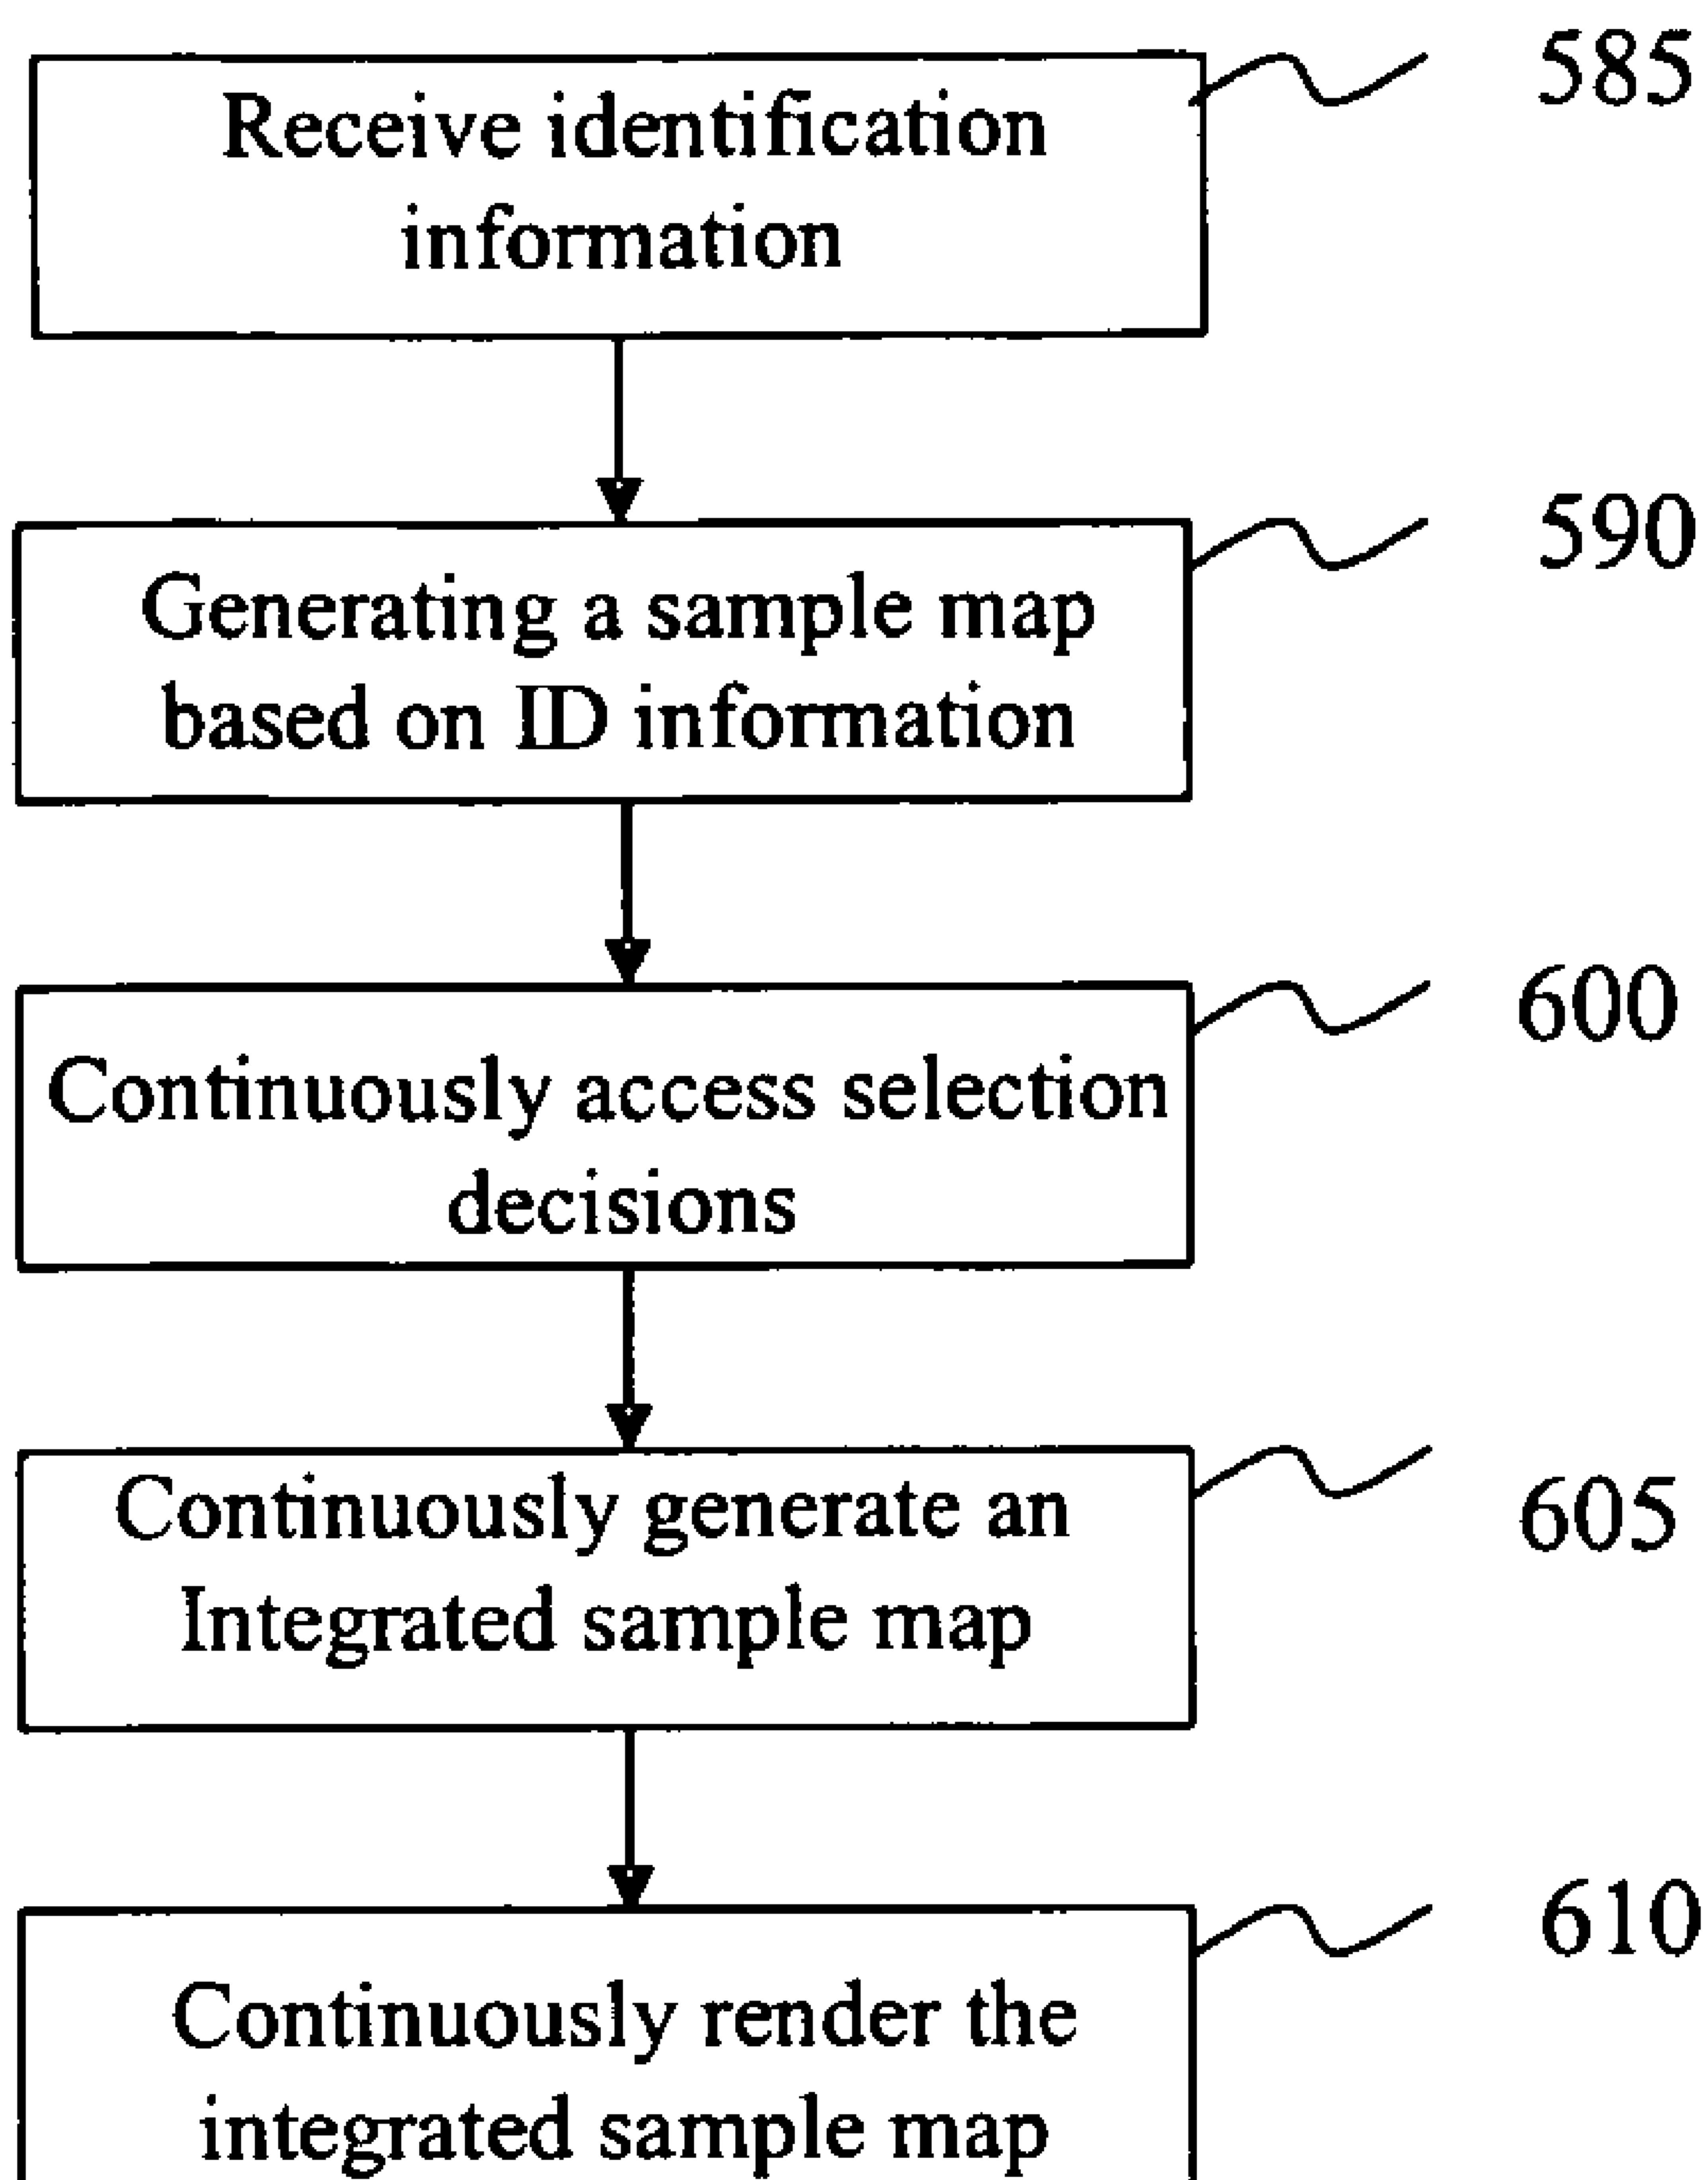 585
Receive identification
information
590
Generating a sample map
based on ID information
600
Continuously access selection
decisions
605
Continuously generate an
Integrated sample map
610
Continuously render the
integrated sample map